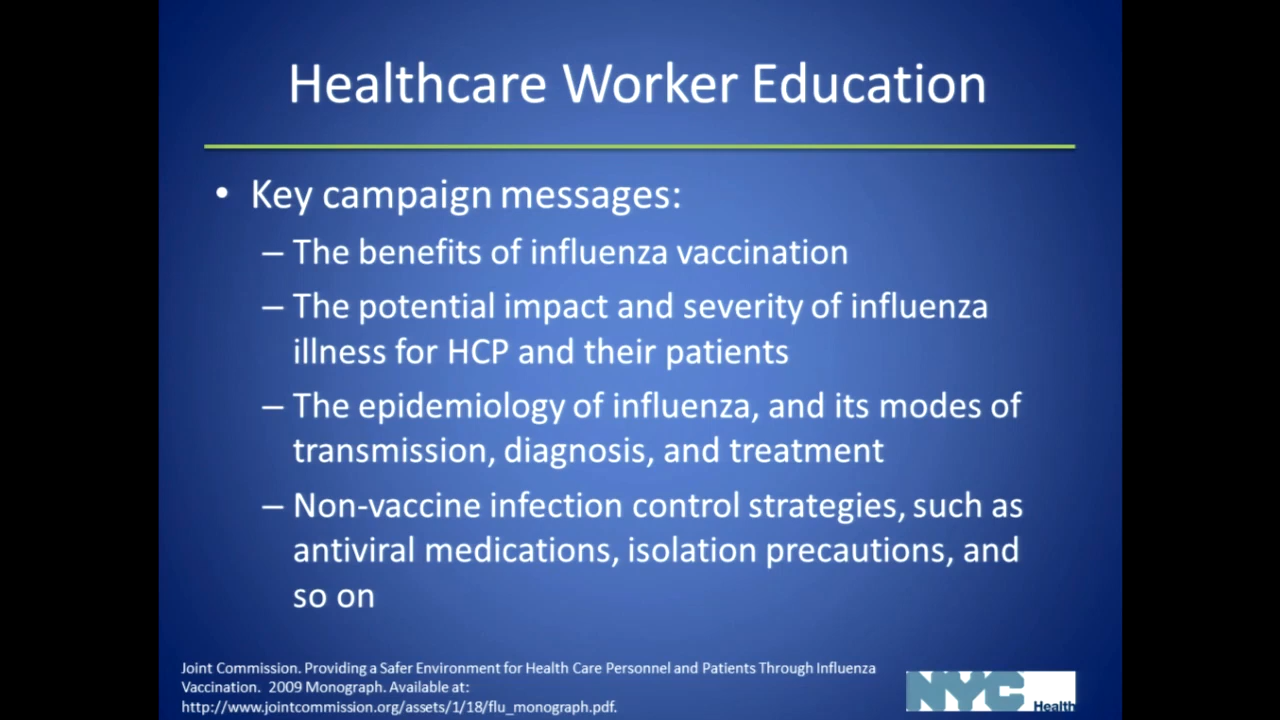 Healthcare Worker Education
• Key campaign messages:
– The benefits of influenza vaccination
– The potential impact and severity of influenza
illness for HCP and their patients
– The epidemiology of influenza, and its modes of
transmission, diagnosis, and treatment
– Non-vaccine infection control strategies, such as
antiviral medications, isolation precautions, and
so on
Joint Commission. Providing a Safer Environment for Health Care Personnel and Patients Through Influenza
Vaccination.  2009 Monograph. Available at:
http://www.jointcommission.org/assets/1/18/flu_monograph.pdf.
NYC
Health